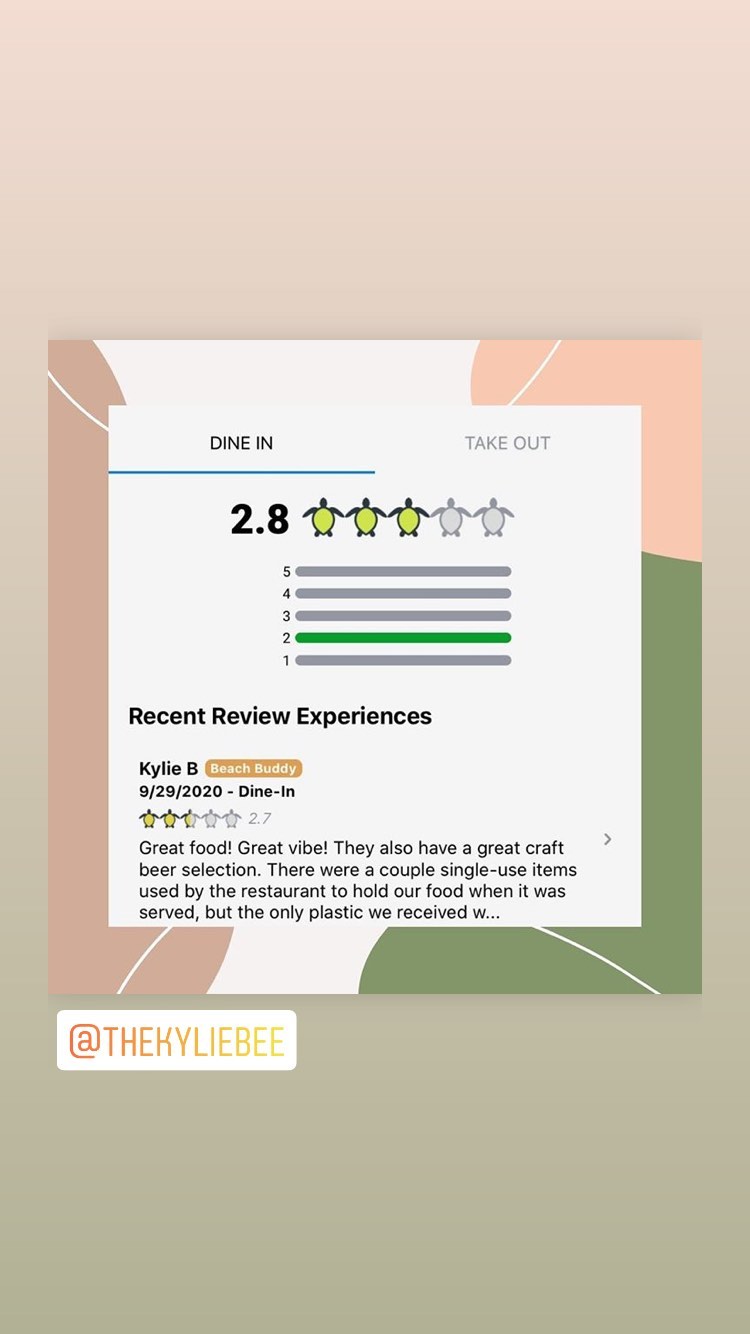 DINE IN
TAKE OUT
2.8
5
4
3
2
1
Recent Review Experiences
Kylie B Beach Buddy
9/29/2020 - Dine-In
2.7
Great food! Great vibe! They also have a great craft
beer selection. There were a couple single-use items
used by the restaurant to hold our food when it was
served, but the only plastic we received w...
@THEKYLIEBEE